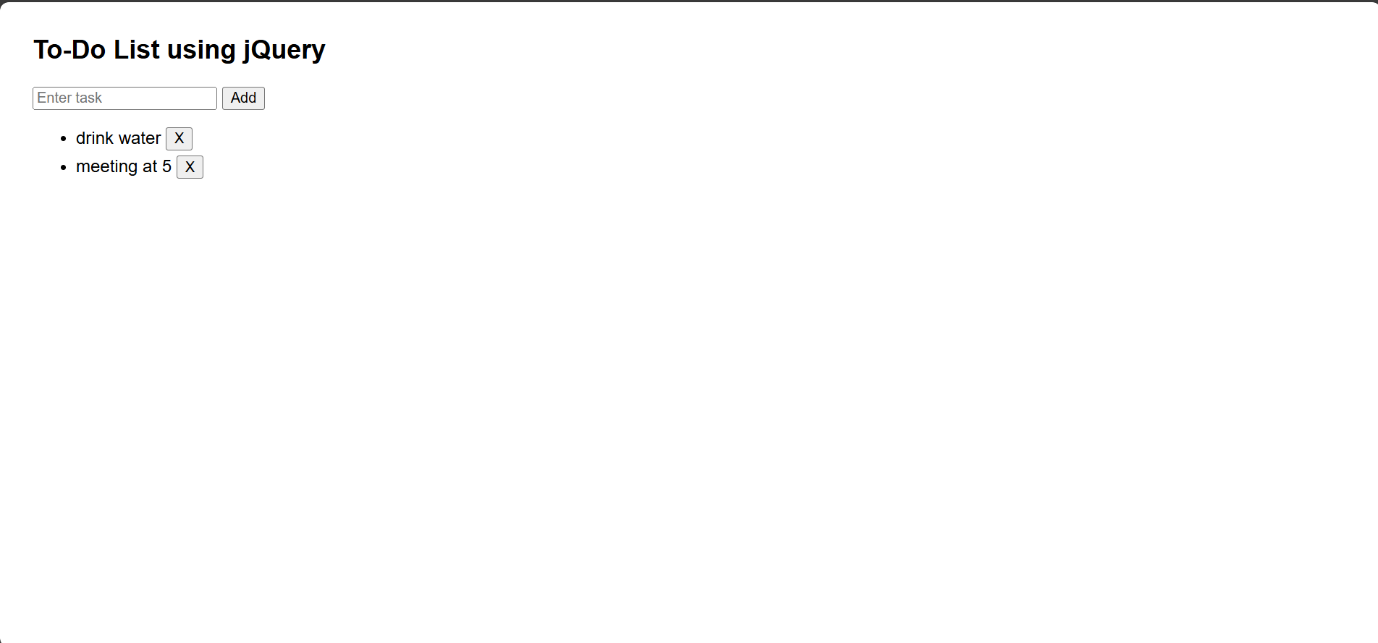 To-Do List using jQuery
Enter task Add
drink water X
meeting at 5 X